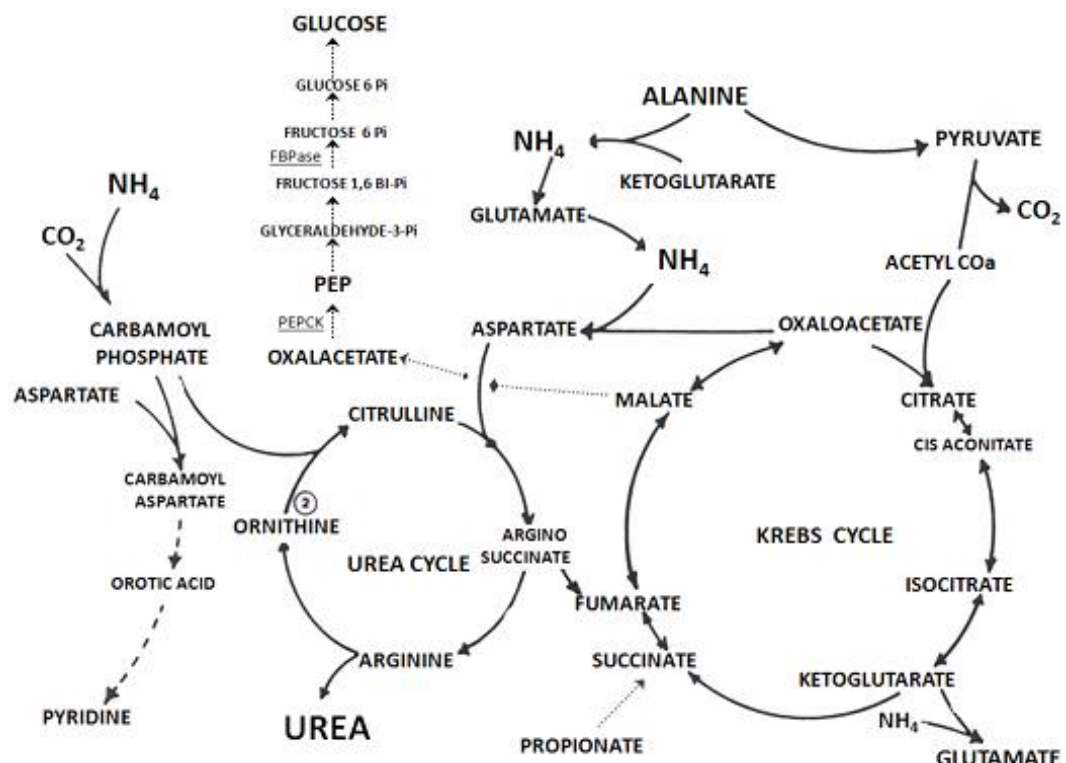 GLUCOSE
GLUCOSE 6 Pi
FRUCTOSE 6 Pi
FBPase
FRUCTOSE 1,6 BI-Pi
GLYCERALDEHYDE-3-Pi
PEP
PEPCK
OXALACETATE
ALANINE
NH4
KETOGLUTARATE
GLUTAMATE
NH4
PYRUVATE
CO2
ACETYL COa
NH4
CO2
CARBAMOYL
PHOSPHATE
ASPARTATE
CARBAMOYL
ASPARTATE
OROTIC ACID
PYRIDINE
ASPARTATE
OXALOACETATE
MALATE
CITRATE
CIS ACONITATE
CITRULLINE
2
ORNITHINE
UREA CYCLE
ARGINO
SUCCINATE
KREBS CYCLE
ISOCITRATE
FUMARATE
ARGININE
SUCCINATE
KETOGLUTARATE
UREA
PROPIONATE
NH4
GLUTAMATE